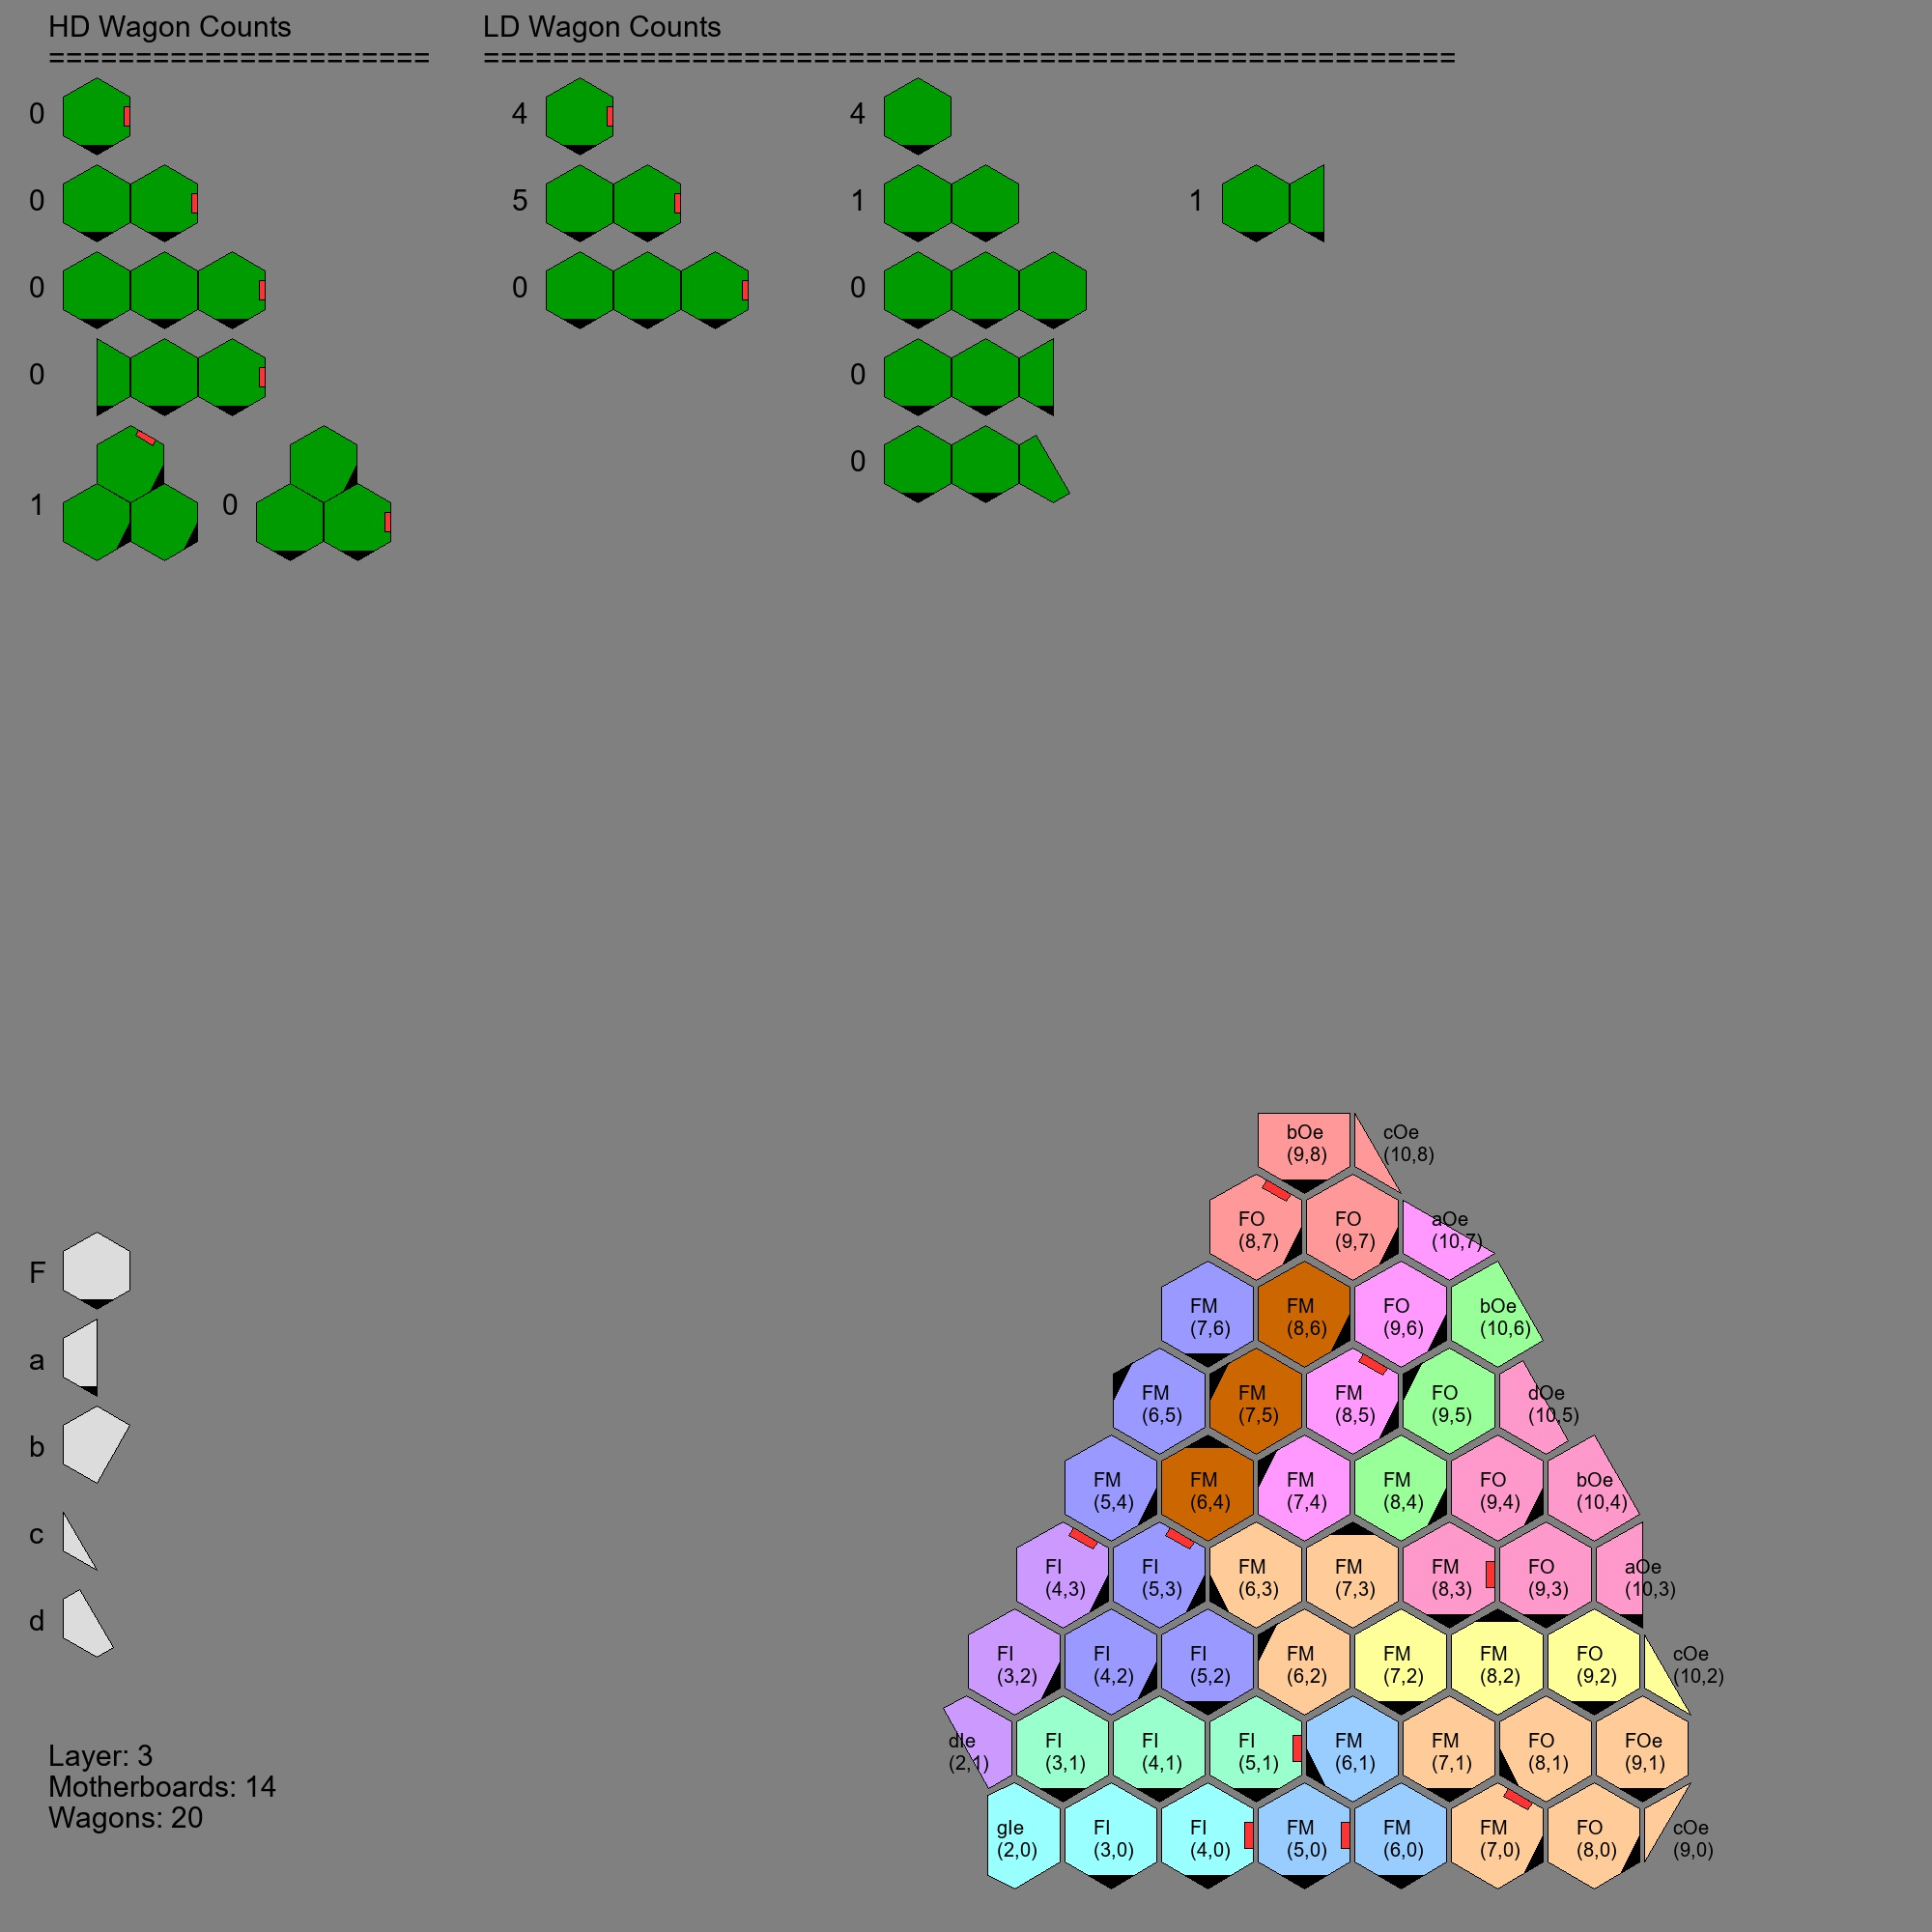 HD Wagon Counts
LD Wagon Counts
======================
========================================================
0
4
4
0
5
1
1
0
0
0
0
0
0
1
0
bOe
(9,8)
cOe
(10,8)
FO
(8,7)
FO
(9,7)
aOe
(10,7)
FM
(7,6)
FM
(8,6)
FO
(9,6)
bOe
(10,6)
FM
(6,5)
FM
(7,5)
FM
(8,5)
FO
(9,5)
dOe
(10,5)
FM
(5,4)
FM
(6,4)
FM
(7,4)
FM
(8,4)
FO
(9,4)
bOe
(10,4)
FI
(4,3)
FI
(5,3)
FM
(6,3)
FM
(7,3)
FM
(8,3)
FO
(9,3)
aOe
(10,3)
FI
(3,2)
FI
(4,2)
FI
(5,2)
FM
(6,2)
FM
(7,2)
FM
(8,2)
FO
(9,2)
cOe
(10,2)
dIe
(2,1)
FI
(3,1)
FI
(4,1)
FI
(5,1)
FM
(6,1)
FM
(7,1)
FO
(8,1)
FOe
(9,1)
gIe
(2,0)
FI
(3,0)
FI
(4,0)
FM
(5,0)
FM
(6,0)
FM
(7,0)
FO
(8,0)
cOe
(9,0)
F
a
b
c
d
Layer: 3
Motherboards: 14
Wagons: 20